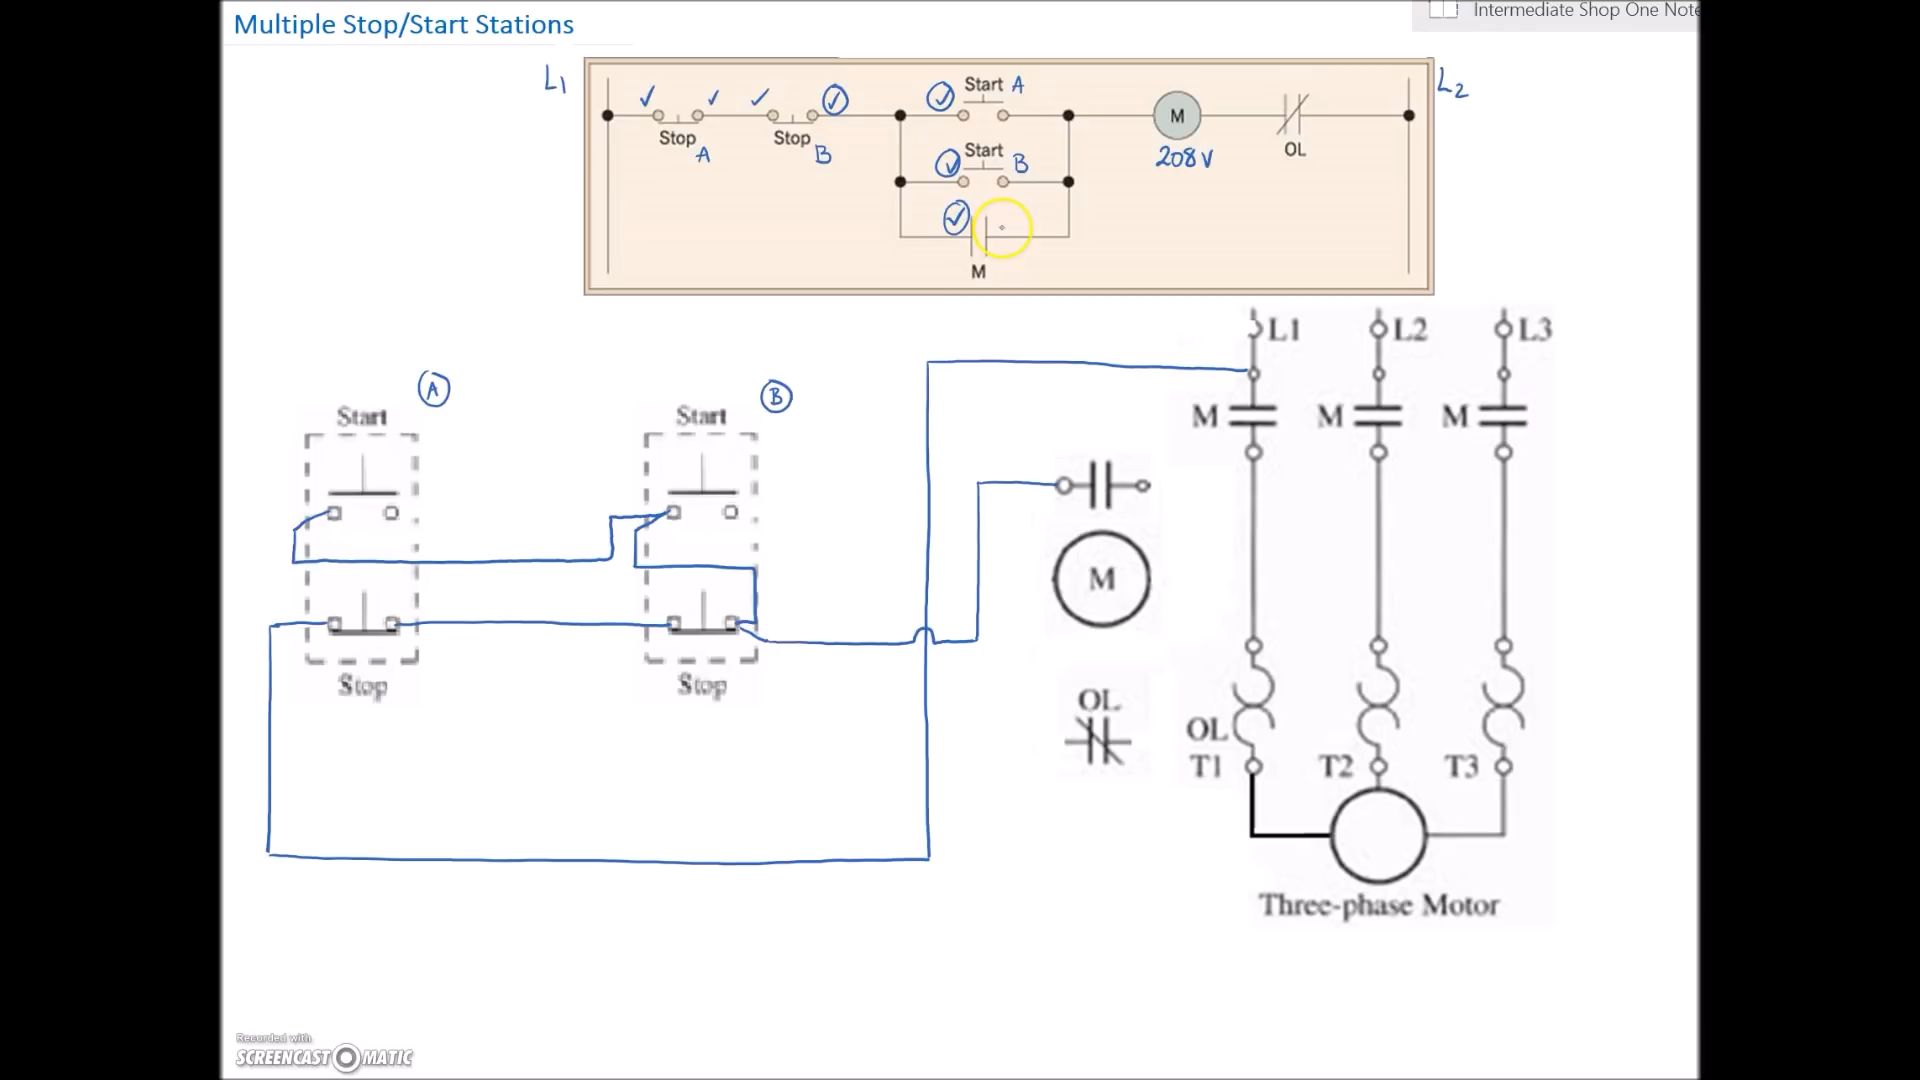 Multiple Stop/Start Stations
Intermediate Shop One Note
L1
L2
Start A
Stop A
Stop B
M
208V
OL
Start B
M
L1 L2 L3
A
B
Start
Start
M M M
M
Stop
Stop
OL
OL
T1 T2 T3
Three-phase Motor
Recorded with
SCREENCAST MATIC